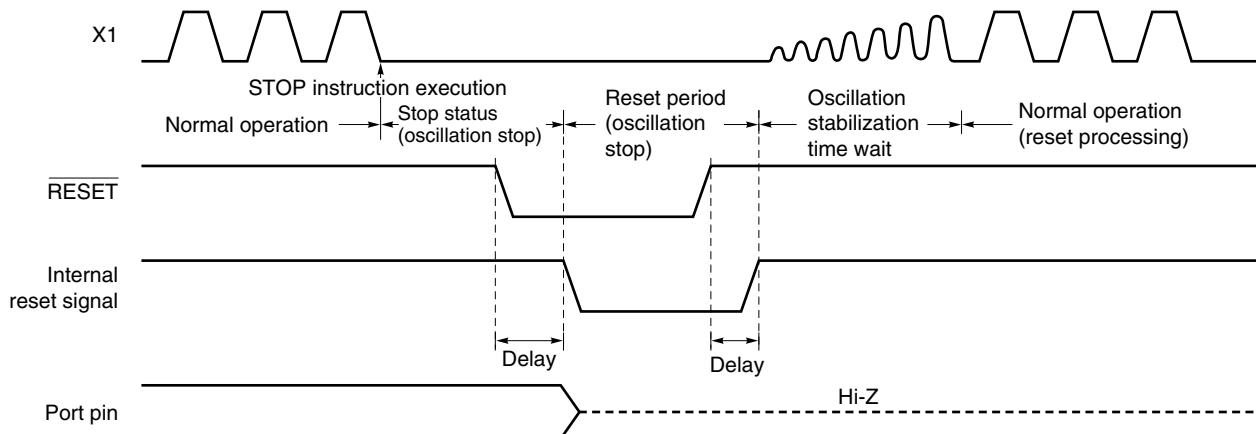 X1
STOP instruction execution
Normal operation
Stop status
(oscillation stop)
Reset period
(oscillation
stop)
Oscillation
stabilization
time wait
Normal operation
(reset processing)
RESET
Internal
reset signal
Delay
Delay
Port pin
Hi-Z